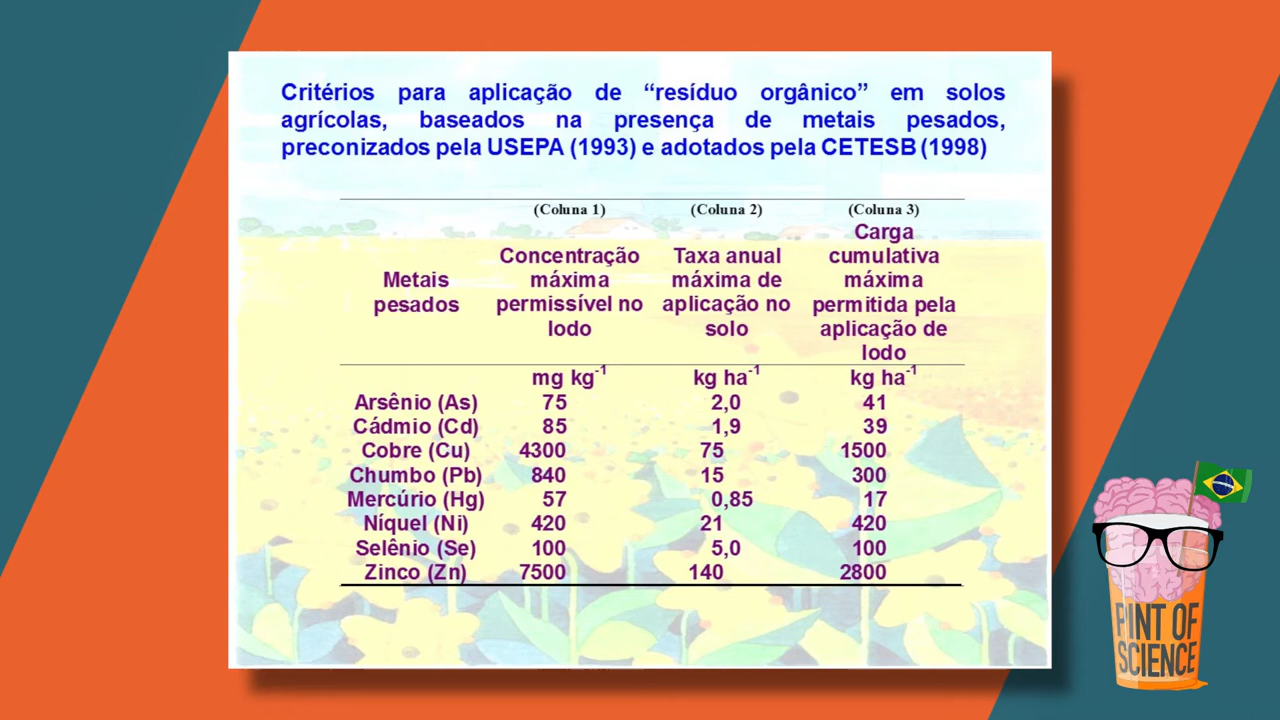 Critérios para aplicação de “resíduo orgânico” em solos
agrícolas, baseados na presença de metais pesados,
preconizados pela USEPA (1993) e adotados pela CETESB (1998)
(Coluna 1) (Coluna 2) (Coluna 3)
Metais
pesados
Concentração
máxima
permissível no
lodo
Taxa anual
máxima de
aplicação no
solo
Carga
cumulativa
máxima
permitida pela
aplicação de
lodo
mg kg-1 kg ha-1 kg ha-1
Arsênio (As) 75 2,0 41
Cádmio (Cd) 85 1,9 39
Cobre (Cu) 4300 75 1500
Chumbo (Pb) 840 15 300
Mercúrio (Hg) 57 0,85 17
Níquel (Ni) 420 21 420
Selênio (Se) 100 5,0 100
Zinco (Zn) 7500 140 2800
PINT OF
SCIENCE